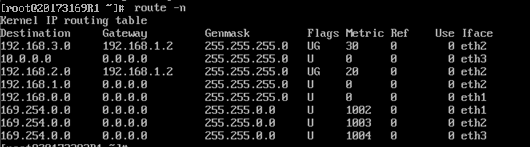 [root020173169R1 ~]# route -n
Kernel IP routing table
Destination Gateway Genmask Flags Metric Ref Use Iface
192.168.3.0 192.168.1.2 255.255.255.0 UG 30 0 0 eth2
10.0.0.0 0.0.0.0 255.255.255.0 U 0 0 0 eth3
192.168.2.0 192.168.1.2 255.255.255.0 UG 20 0 0 eth2
192.168.1.0 0.0.0.0 255.255.255.0 U 0 0 0 eth2
192.168.0.0 0.0.0.0 255.255.255.0 U 0 0 0 eth1
169.254.0.0 0.0.0.0 255.255.0.0 U 1002 0 0 eth1
169.254.0.0 0.0.0.0 255.255.0.0 U 1003 0 0 eth2
169.254.0.0 0.0.0.0 255.255.0.0 U 1004 0 0 eth3